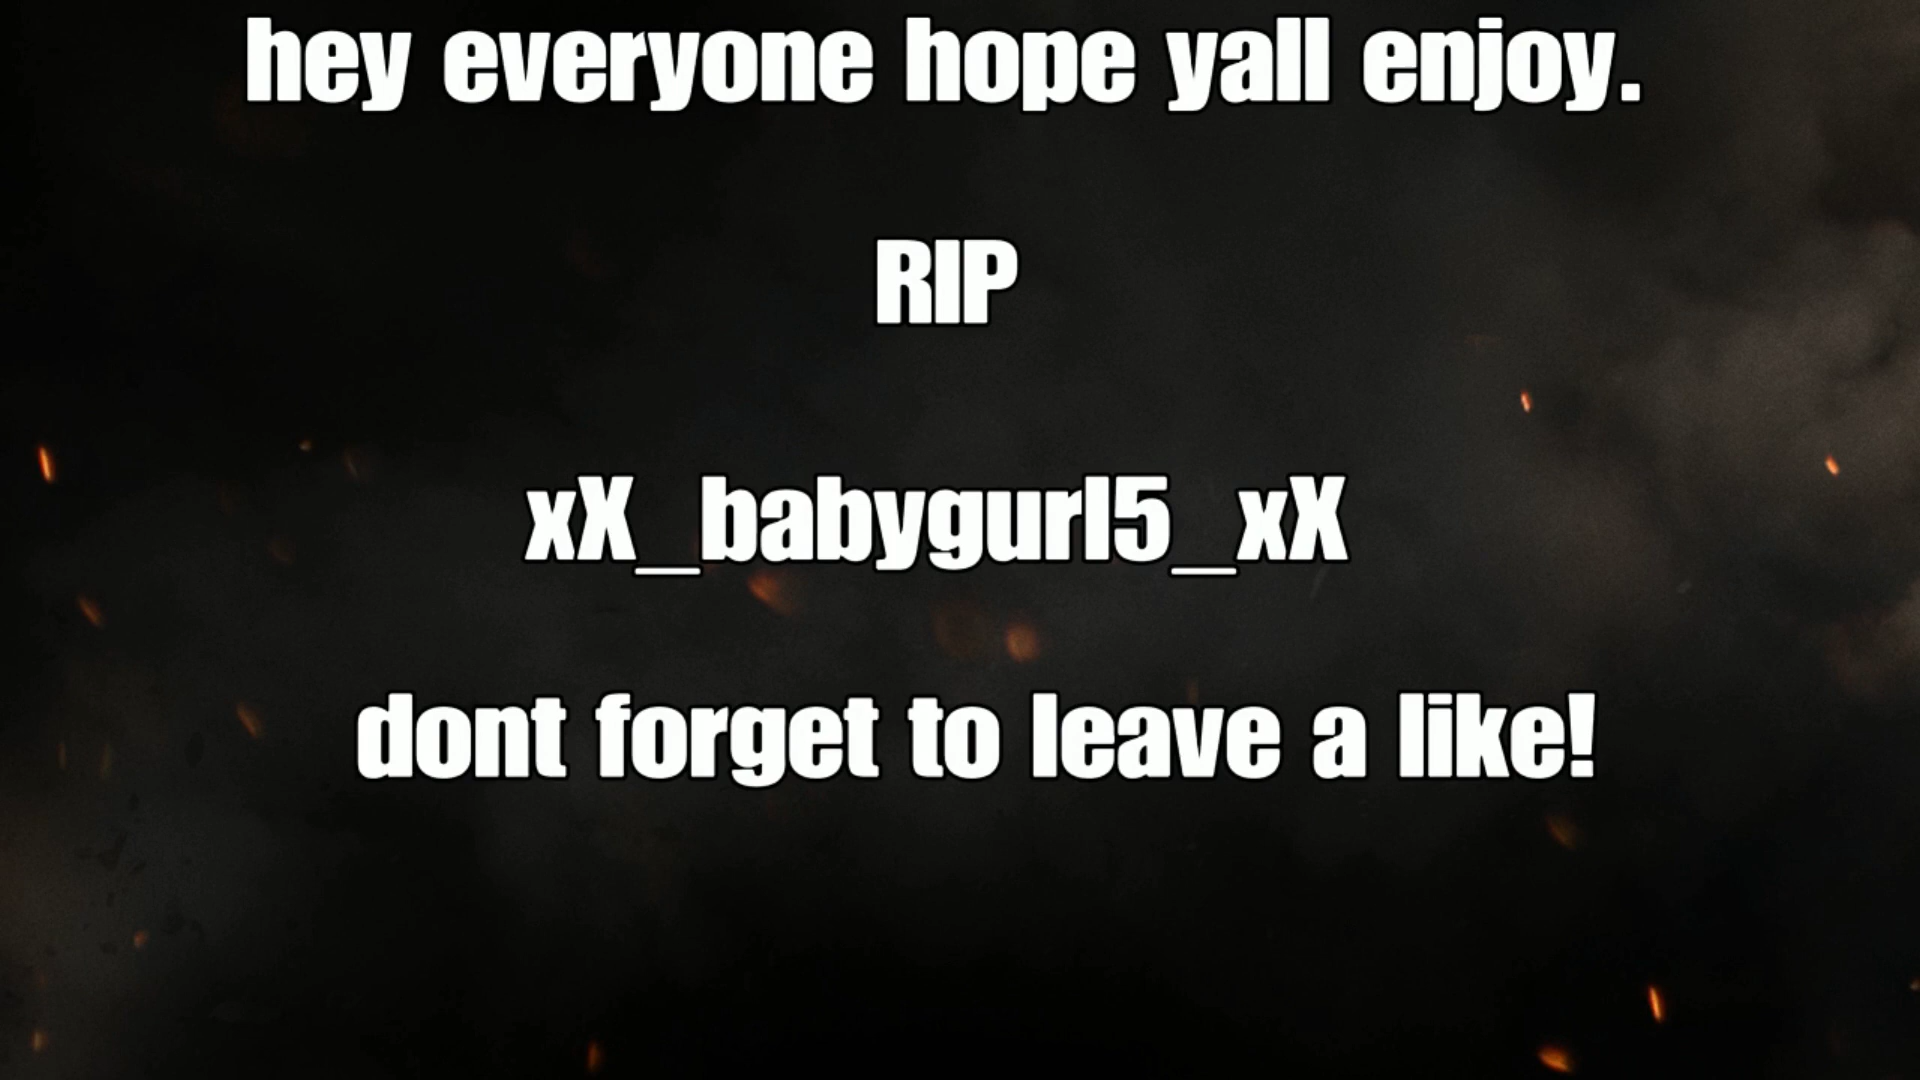 hey everyone hope yall enjoy.
RIP
xX_babygurl5_xX
dont forget to leave a like!